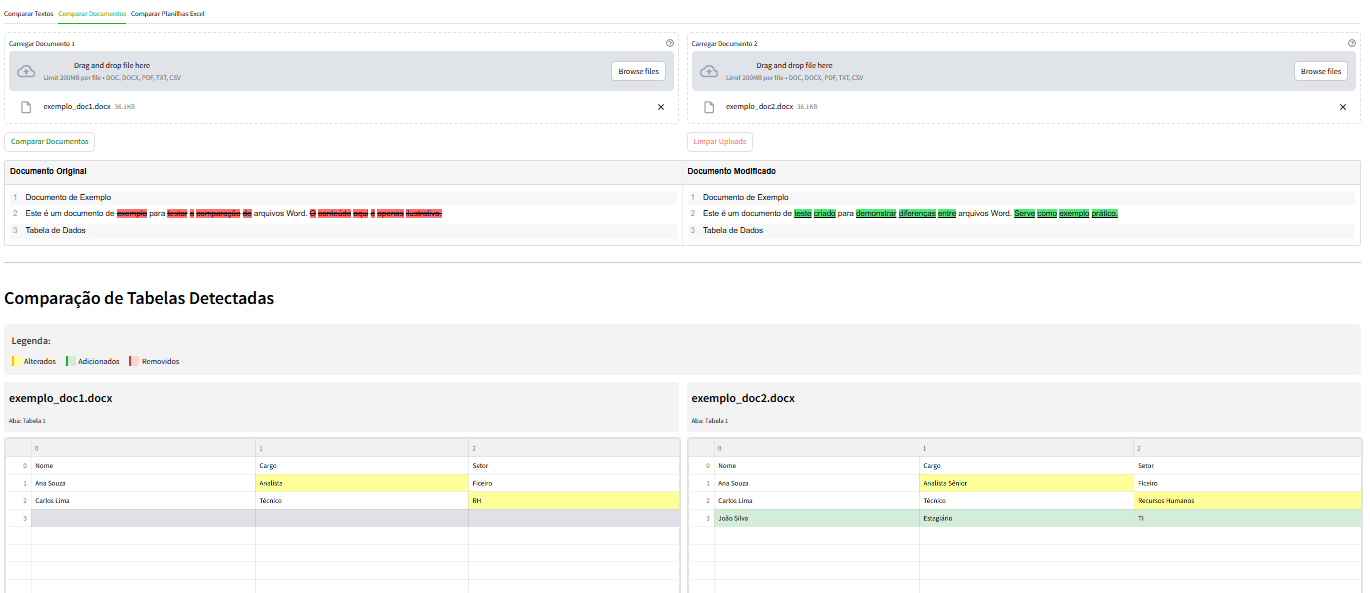 Comparar Textos Comparar Documentos Comparar Planilhas Excel
Carregar Documento 1
Drag and drop file here
Limit 200MB per file • DOC, DOCX, PDF, TXT, CSV
Browse files
exemplo_doc1.docx 36.1KB
Carregar Documento 2
Drag and drop file here
Limit 200MB per file • DOC, DOCX, PDF, TXT, CSV
Browse files
exemplo_doc2.docx 36.1KB
Comparar Documentos
Limpar Uploads
Documento Original
1 Documento de Exemplo
2 Este é um documento de exemplo para testar a comparação de arquivos Word. O conteúdo aqui é apenas ilustrativo.
3 Tabela de Dados
Documento Modificado
1 Documento de Exemplo
2 Este é um documento de teste criado para demonstrar diferenças entre arquivos Word. Serve como exemplo prático.
3 Tabela de Dados
Comparação de Tabelas Detectadas
Legenda:
Alterados Adicionados Removidos
exemplo_doc1.docx
Aba: Tabela 1
0 1 2
0 Nome Cargo Setor
1 Ana Souza Analista Ficeiro
2 Carlos Lima Técnico RH
3
exemplo_doc2.docx
Aba: Tabela 1
0 1 2
0 Nome Cargo Setor
1 Ana Souza Analista Sênior Ficeiro
2 Carlos Lima Técnico Recursos Humanos
3 João Silva Estagiário TI